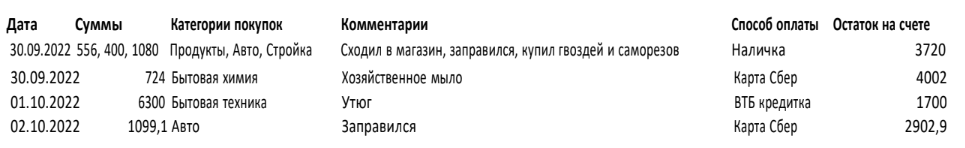 Дата Суммы Категории покупок Комментарии Способ оплаты Остаток на счете
30.09.2022 556, 400, 1080 Продукты, Авто, Стройка Сходил в магазин, заправился, купил гвоздей и саморезов Наличка 3720
30.09.2022 724 Бытовая химия Хозяйственное мыло Карта Сбер 4002
01.10.2022 6300 Бытовая техника Утюг ВТБ кредитка 1700
02.10.2022 1099,1 Авто Заправился Карта Сбер 2902,9